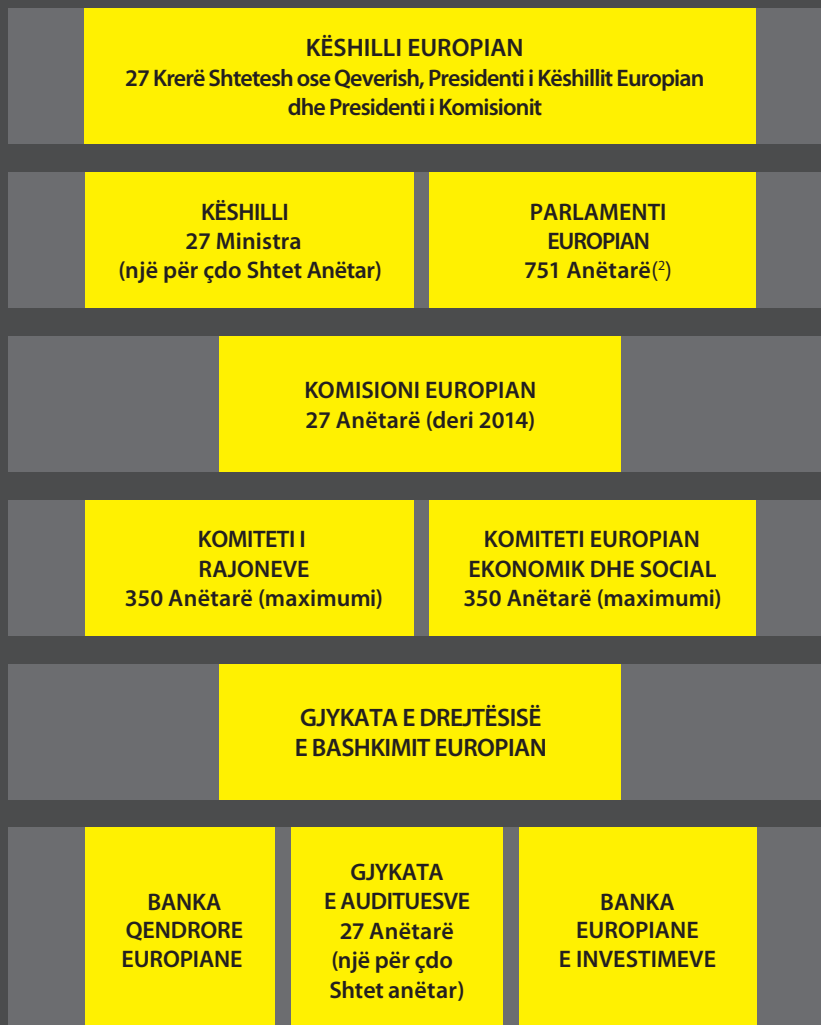 KËSHILLI EUROPIAN
27 Krerë Shtetesh ose Qeverish, Presidenti i Këshillit Europian
dhe Presidenti i Komisionit
KËSHILLI
27 Ministra
(një për çdo Shtet Anëtar)
PARLAMENTI
EUROPIAN
751 Anëtarë(²)
KOMISIONI EUROPIAN
27 Anëtarë (deri 2014)
KOMITETI I
RAJONEVE
350 Anëtarë (maximumi)
KOMITETI EUROPIAN
EKONOMIK DHE SOCIAL
350 Anëtarë (maximumi)
GJYKATA E DREJTËSISË
E BASHKIMIT EUROPIAN
BANKA
QENDRORE
EUROPIANE
GJYKATA
E AUDITUESVE
27 Anëtarë
(një për çdo
Shtet anëtar)
BANKA
EUROPIANE
E INVESTIMEVE